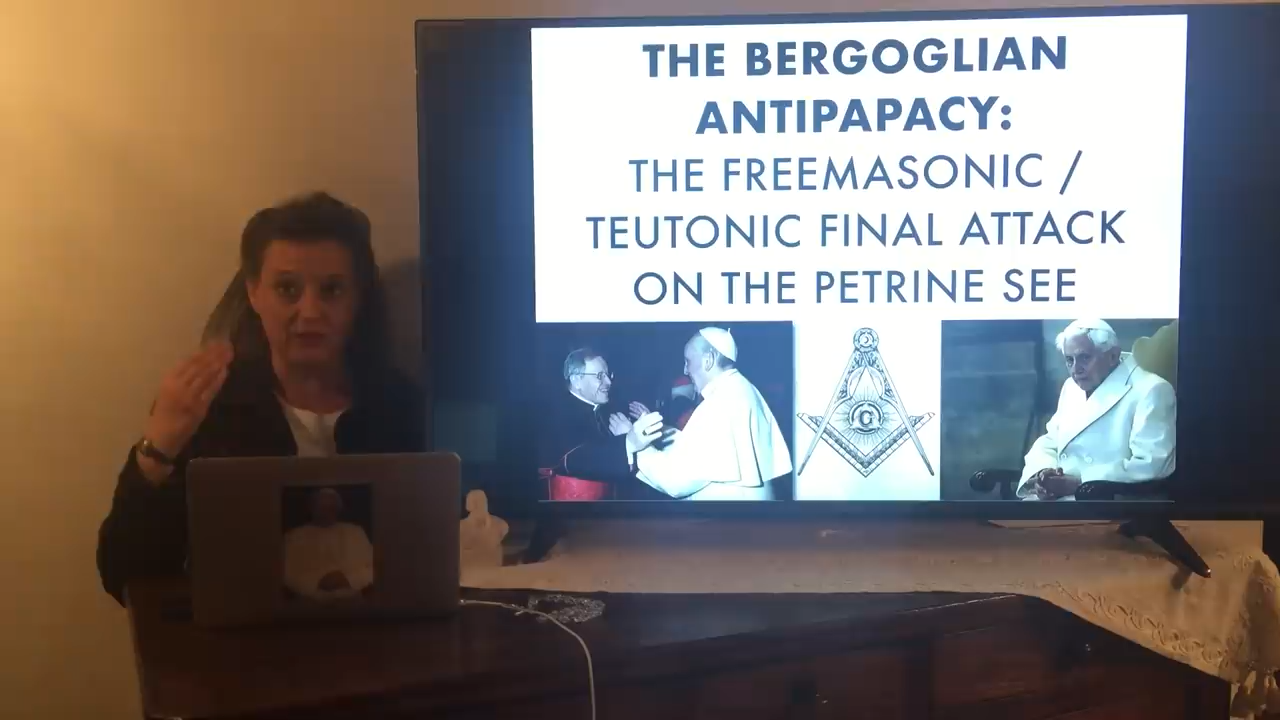 THE BERGOGLIAN
ANTIPAPACY:
THE FREEMASONIC /
TEUTONIC FINAL ATTACK
ON THE PETRINE SEE
G